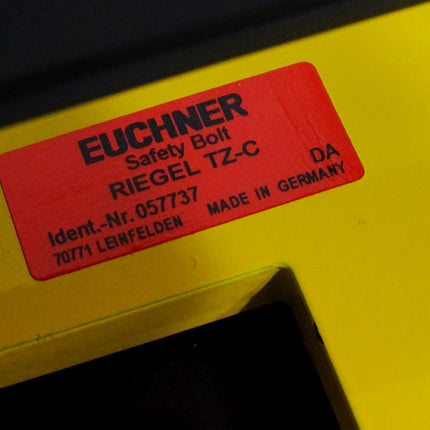 EUCHNER
Safety Bolt
RIEGEL TZ-C
DA
Ident.-Nr. 057737
70771 LEINFELDEN MADE IN GERMANY